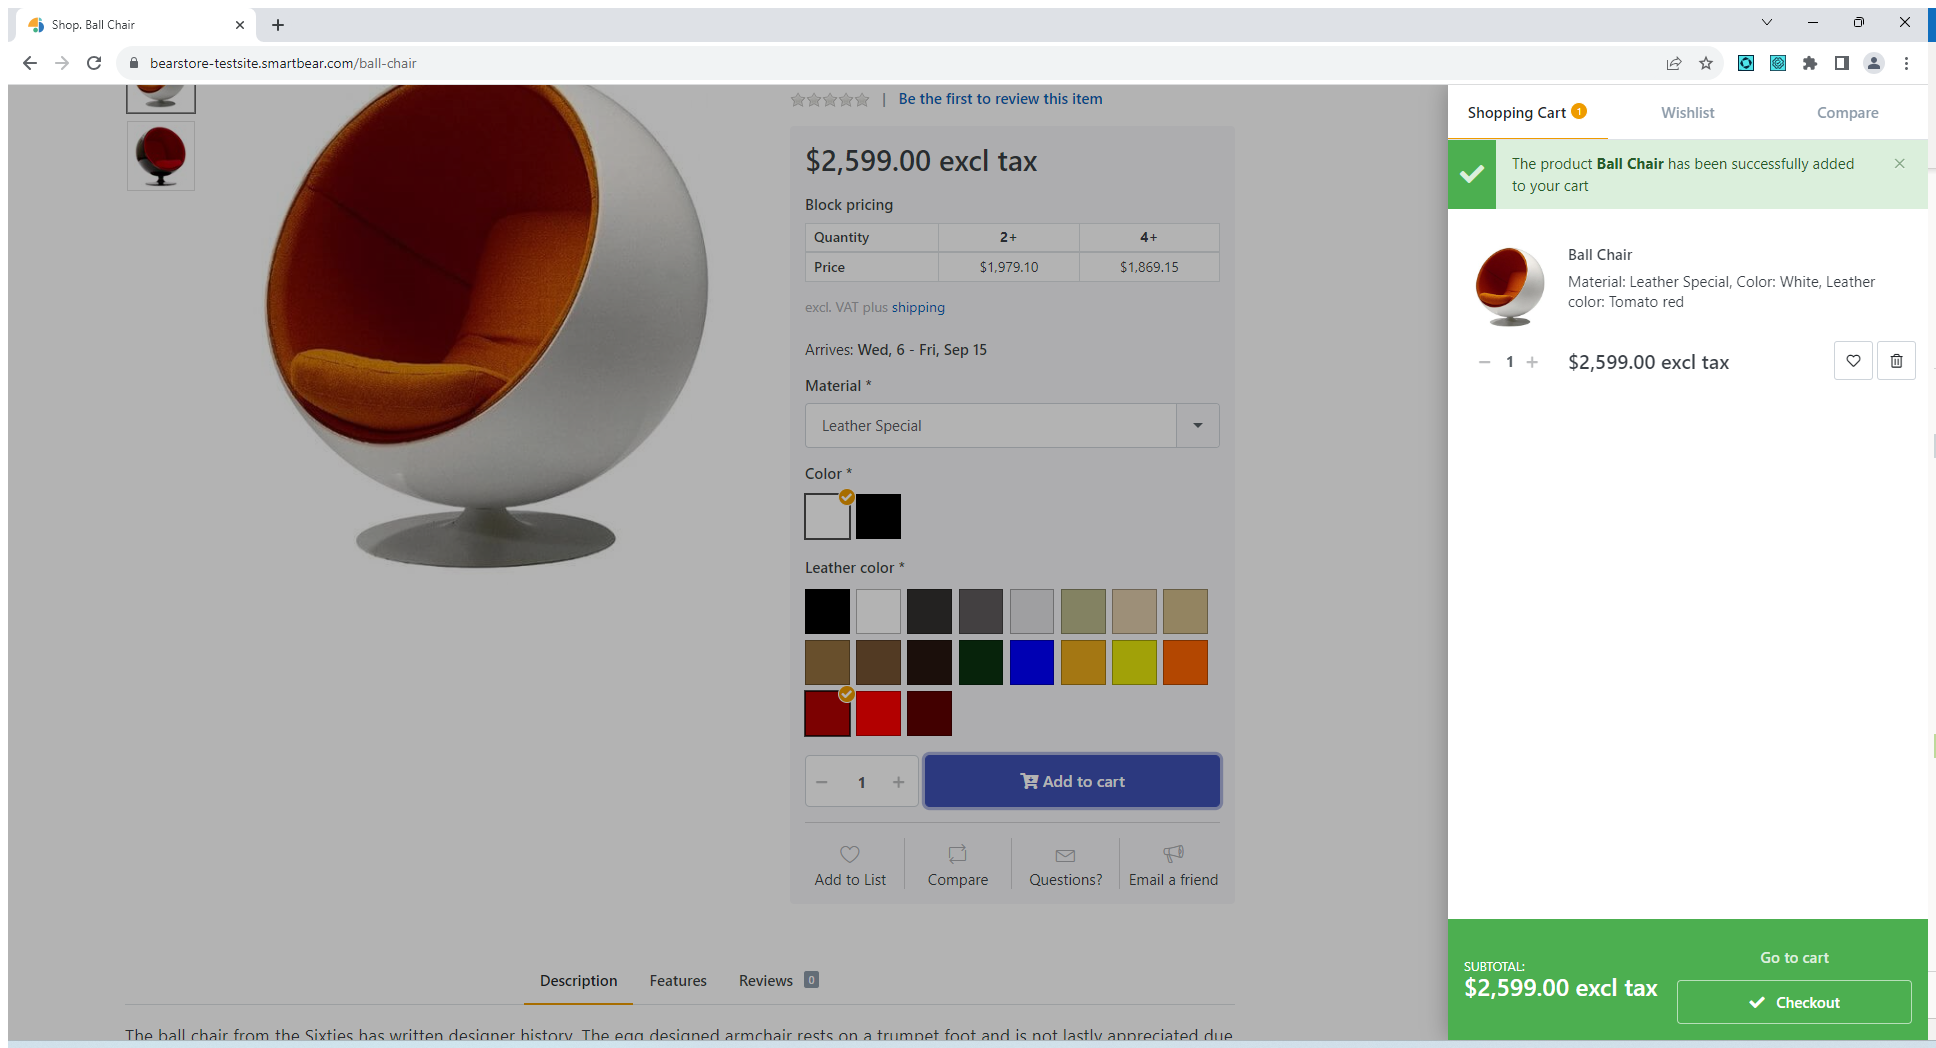 Shop. Ball Chair
bearstore-testsite.smartbear.com/ball-chair
Be the first to review this item
$2,599.00 excl tax
Block pricing
Quantity 2+ 4+
Price $1,979.10 $1,869.15
excl. VAT plus shipping
Arrives: Wed, 6 - Fri, Sep 15
Material *
Leather Special
Color *
Leather color *
1
Add to cart
Add to List Compare Questions? Email a friend
Description Features Reviews 0
The ball chair from the Sixties has written designer history. The egg designed armchair rests on a trumpet foot and is not lastly appreciated due
Shopping Cart 1 Wishlist Compare
The product Ball Chair has been successfully added
to your cart
Ball Chair
Material: Leather Special, Color: White, Leather
color: Tomato red
1 $2,599.00 excl tax
SUBTOTAL:
$2,599.00 excl tax
Go to cart
Checkout